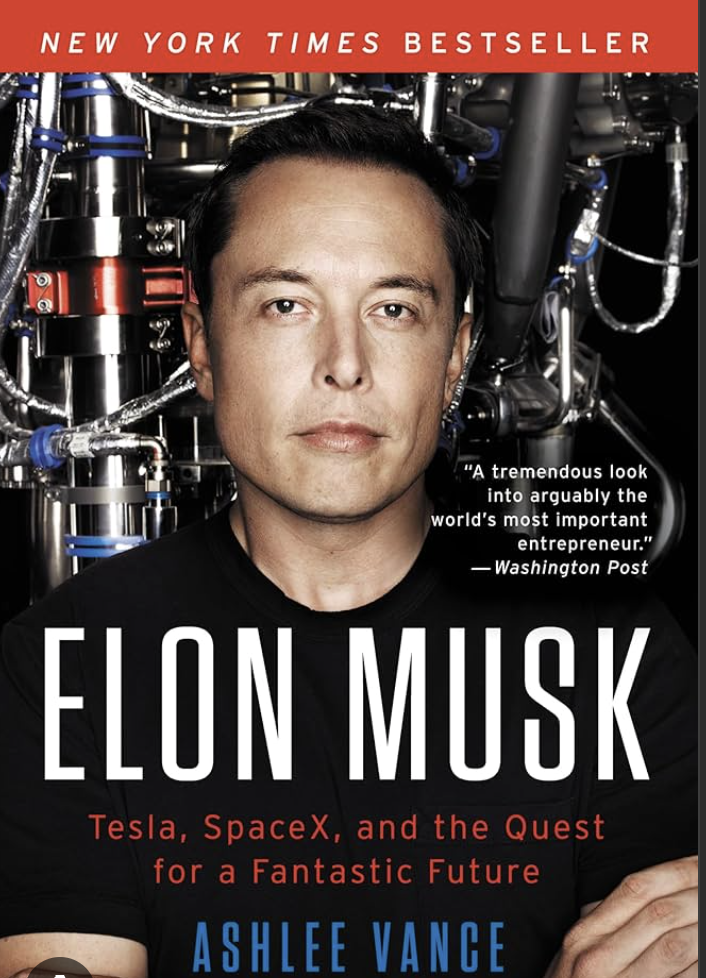 NEW YORK TIMES BESTSELLER
“A tremendous look
into arguably the
world’s most important
entrepreneur.”
—Washington Post
ELON MUSK
Tesla, SpaceX, and the Quest
for a Fantastic Future
ASHLEE VANCE